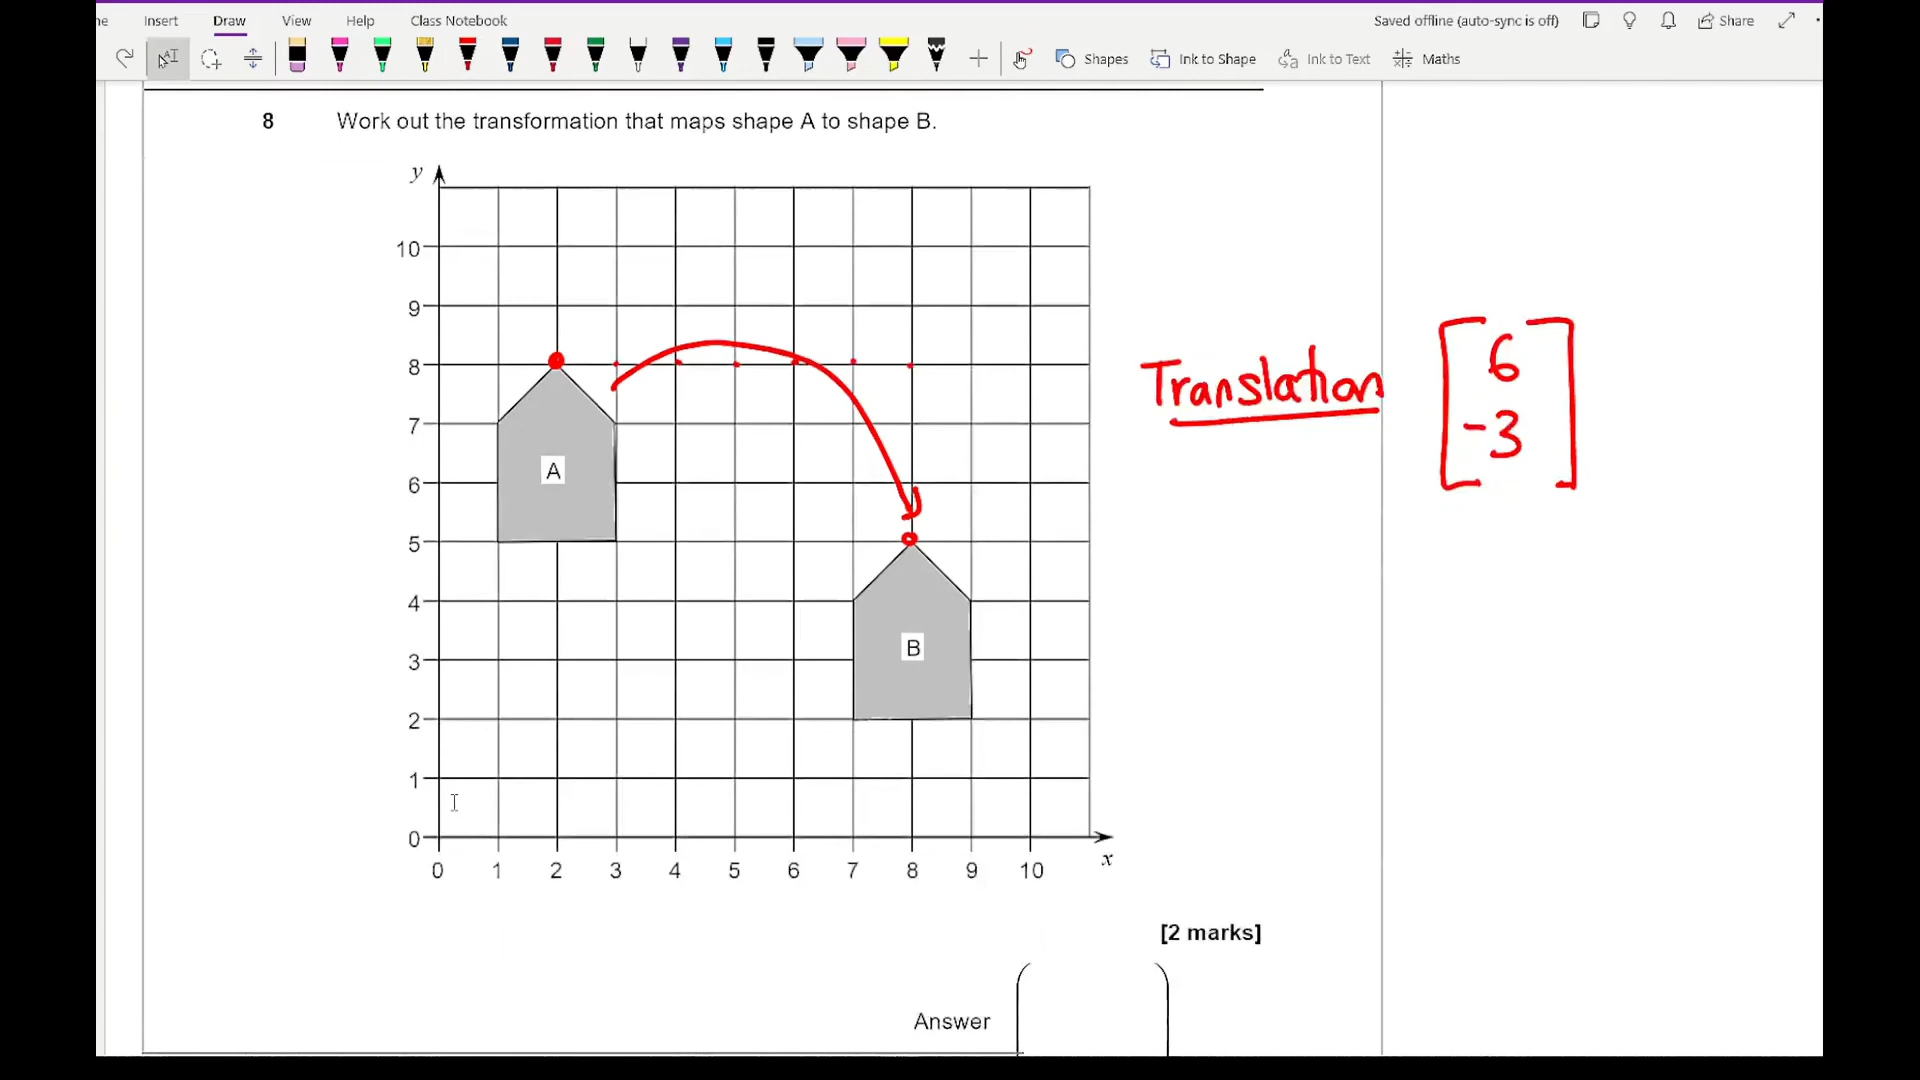 ne Insert Draw View Help Class Notebook Saved offline (auto-sync is off) Share
Shapes Ink to Shape Ink to Text Maths
8 Work out the transformation that maps shape A to shape B.
y
10
9
8
7
6
5
4
3
2
1
0
A
B
0 1 2 3 4 5 6 7 8 9 10
x
Translation
6
-3
[2 marks]
Answer